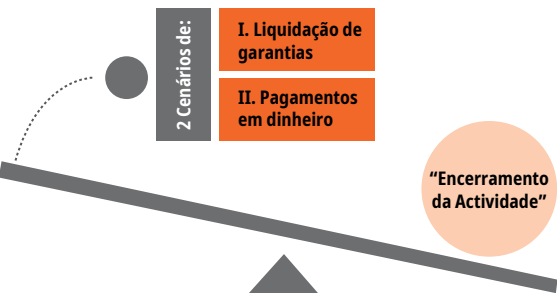 2 Cenários de:
I. Liquidação de
garantias
II. Pagamentos
em dinheiro
“Encerramento
da Actividade”